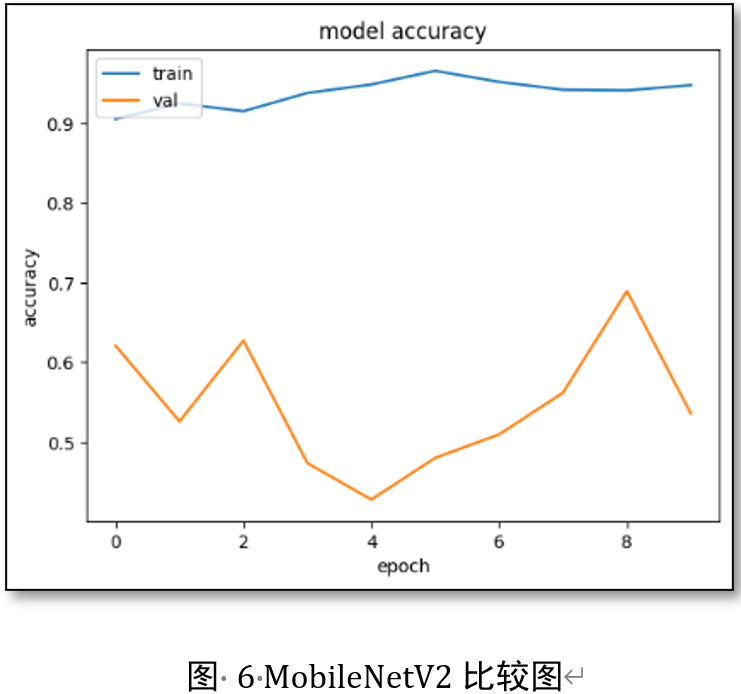 model accuracy
train
val
0.9
0.8
0.7
0.6
0.5
accuracy
0 2 4 6 8
epoch
图 6 MobileNetV2 比较图